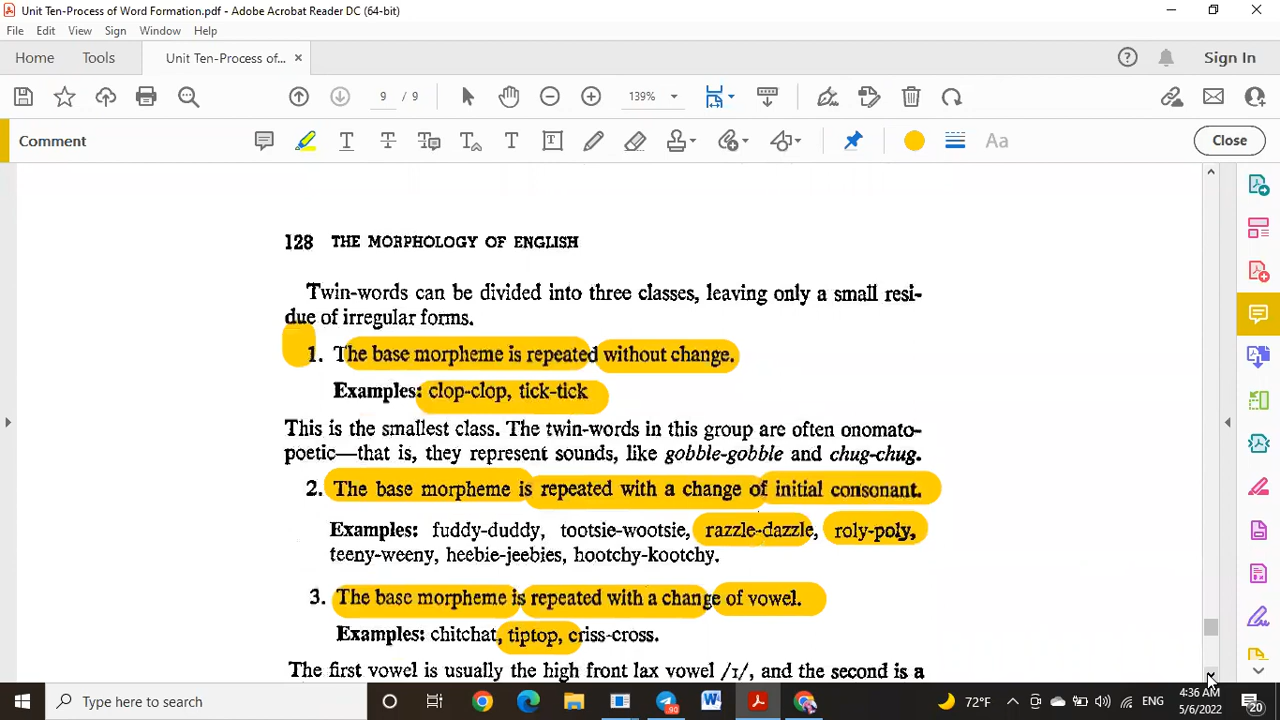 Unit Ten-Process of Word Formation.pdf - Adobe Acrobat Reader DC (64-bit)
File Edit View Sign Window Help
Home Tools Unit Ten-Process of... × Sign In
9 / 9 139%
Comment Aa Close
128 THE MORPHOLOGY OF ENGLISH
Twin-words can be divided into three classes, leaving only a small resi-
due of irregular forms.
1. The base morpheme is repeated without change.
Examples: clop-clop, tick-tick
This is the smallest class. The twin-words in this group are often onomato-
poetic—that is, they represent sounds, like gobble-gobble and chug-chug.
2. The base morpheme is repeated with a change of initial consonant.
Examples: fuddy-duddy, tootsie-wootsie, razzle-dazzle, roly-poly,
teeny-weeny, heebie-jeebies, hootchy-kootchy.
3. The base morpheme is repeated with a change of vowel.
Examples: chitchat, tiptop, criss-cross.
The first vowel is usually the high front lax vowel /ɪ/, and the second is a
Type here to search 90 72°F ENG 4:36 AM 5/6/2022 20